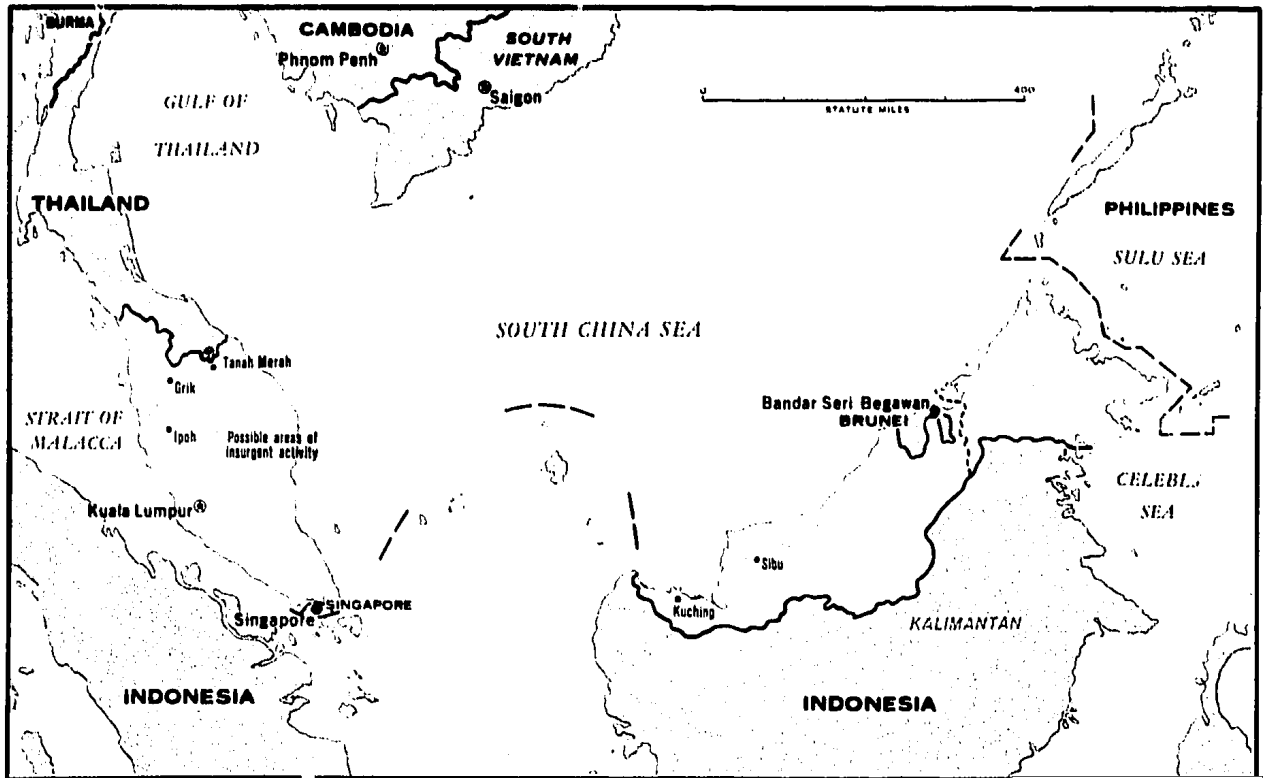 BURMA
CAMBODIA
Phnom Penh
SOUTH
VIETNAM
Saigon
GULF OF
THAILAND
0
400
STATUTE MILES
THAILAND
PHILIPPINES
SULU SEA
SOUTH CHINA SEA
Tanah Merah
Grik
STRAIT OF
MALACCA
Ipoh
Possible areas of
insurgent activity
Bandar Seri Begawan
BRUNEI
CELEBES
SEA
Kuala Lumpur
Sibu
Kuching
SINGAPORE
Singapore
KALIMANTAN
INDONESIA
INDONESIA